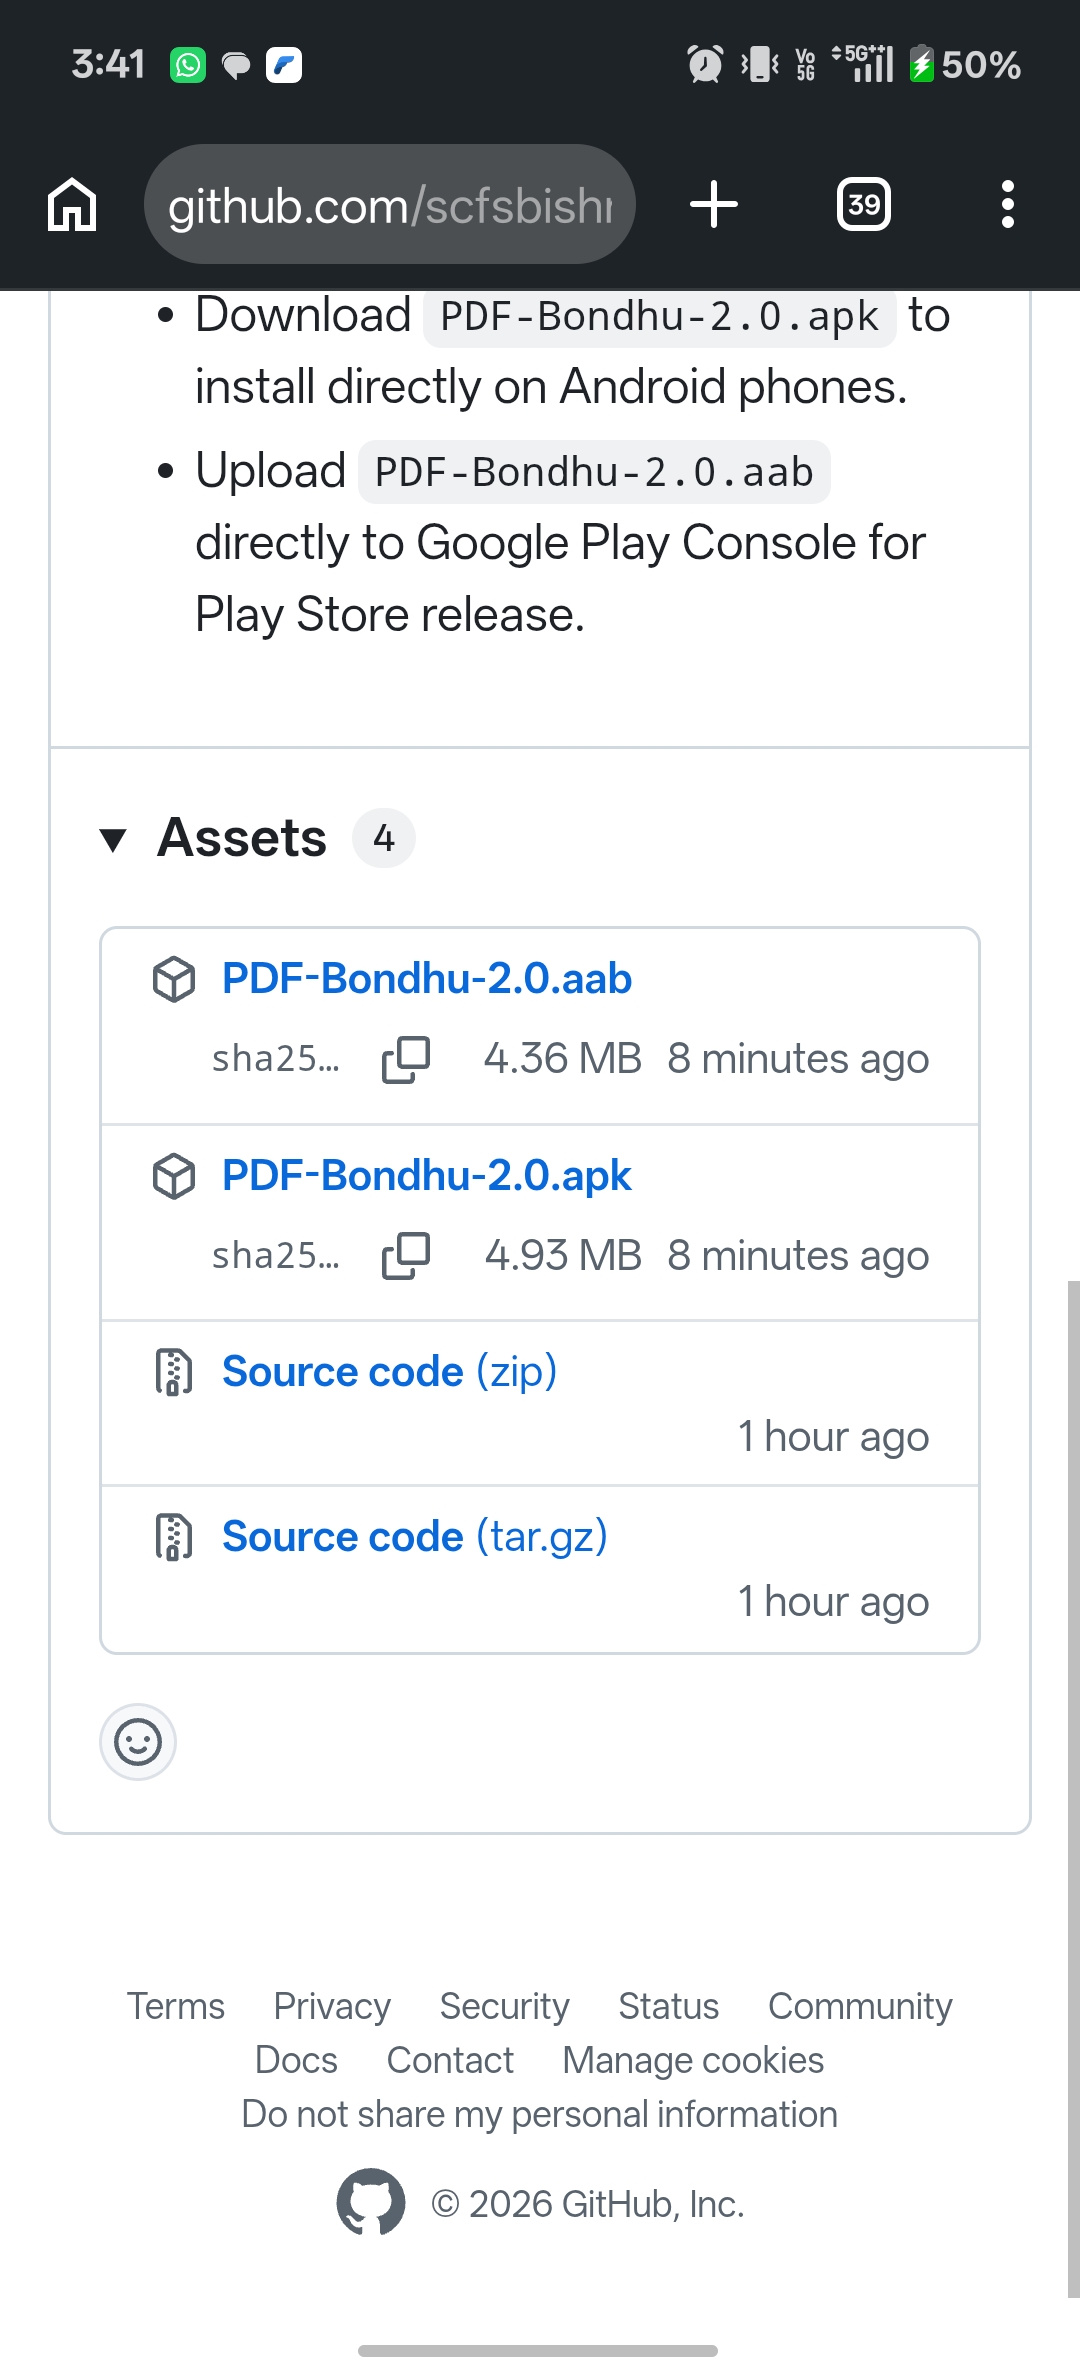 3:41
Vo 5G
5G++
50%
github.com/scfsbish
39
• Download PDF-Bondhu-2.0.apk to
install directly on Android phones.
• Upload PDF-Bondhu-2.0.aab
directly to Google Play Console for
Play Store release.
▼ Assets 4
PDF-Bondhu-2.0.aab
sha25… 4.36 MB 8 minutes ago
PDF-Bondhu-2.0.apk
sha25… 4.93 MB 8 minutes ago
Source code (zip)
1 hour ago
Source code (tar.gz)
1 hour ago
Terms Privacy Security Status Community
Docs Contact Manage cookies
Do not share my personal information
© 2026 GitHub, Inc.